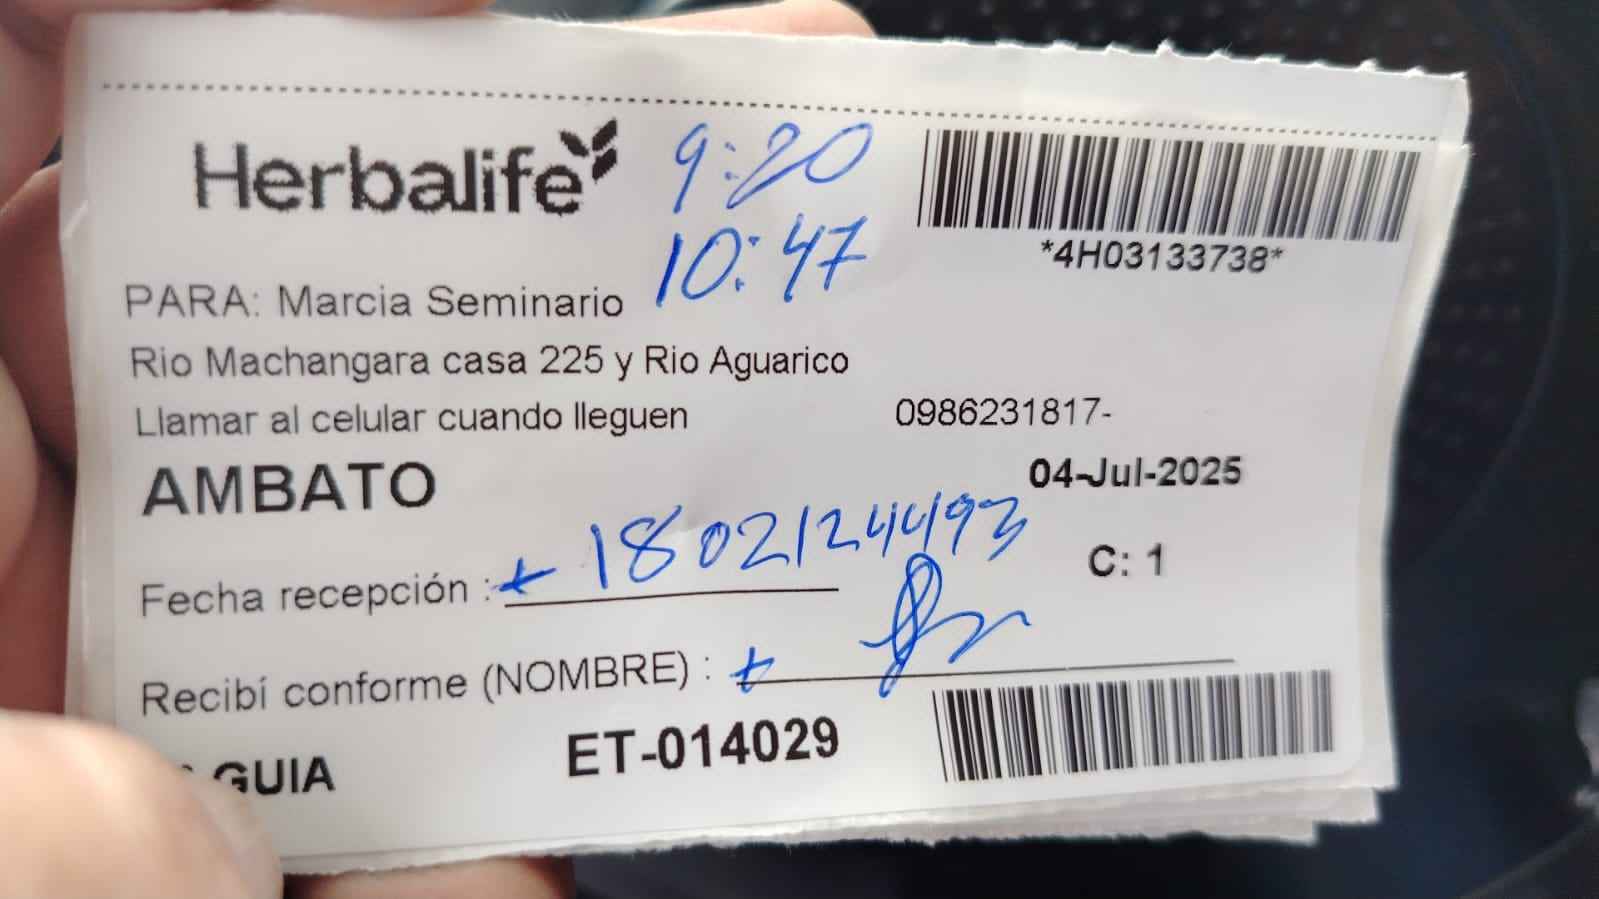 Herbalife
9:20
10:47
*4H03133738*
PARA: Marcia Seminario
Rio Machangara casa 225 y Rio Aguarico
Llamar al celular cuando lleguen 0986231817-
AMBATO
04-Jul-2025
Fecha recepción : 1802124493
C: 1
Recibí conforme (NOMBRE) :
GUIA ET-014029